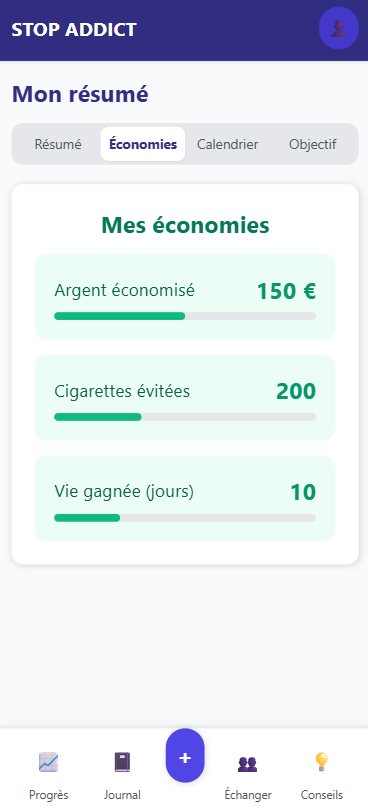 STOP ADDICT
Mon résumé
Résumé Économies Calendrier Objectif
Mes économies
Argent économisé 150 €
Cigarettes évitées 200
Vie gagnée (jours) 10
+
Progrès Journal Échanger Conseils